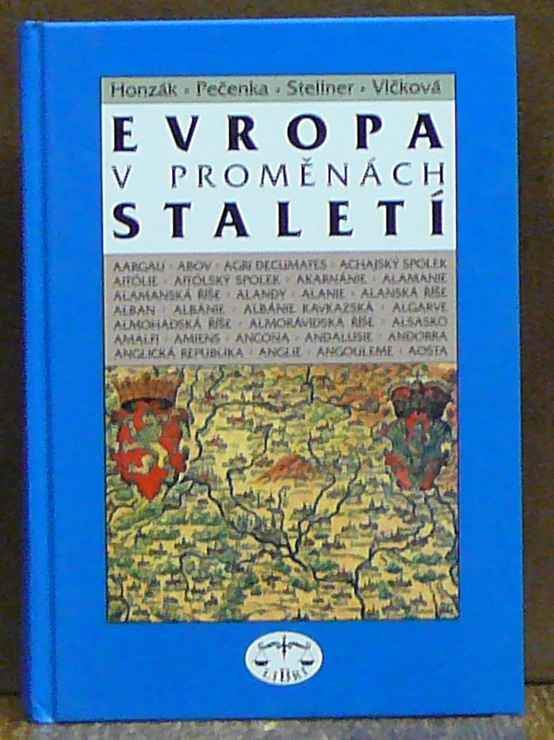 Honzák • Pečenka • Stellner • Vlčková
EVROPA
V PROMĚNÁCH
STALETÍ
AARGAU • ABOV • AGRI DECUMATES • ACHAJSKÝ SPOLEK
AITÓLIE • AITÓLSKÝ SPOLEK • AKARNÁNIE • ALAMANIE
ALAMANSKÁ ŘÍŠE • ALANDY • ALANIE • ALANSKÁ ŘÍŠE
ALBAN • ALBÁNIE • ALBÁNIE KAVKAZSKÁ • ALGARVE
ALMOHADSKÁ ŘÍŠE • ALMORÁVIDSKÁ ŘÍŠE • ALSASKO
AMALFI • AMIENS • ANCONA • ANDALUSIE • ANDORRA
ANGLICKÁ REPUBLIKA • ANGLIE • ANGOULEME • AOSTA
LIBRI